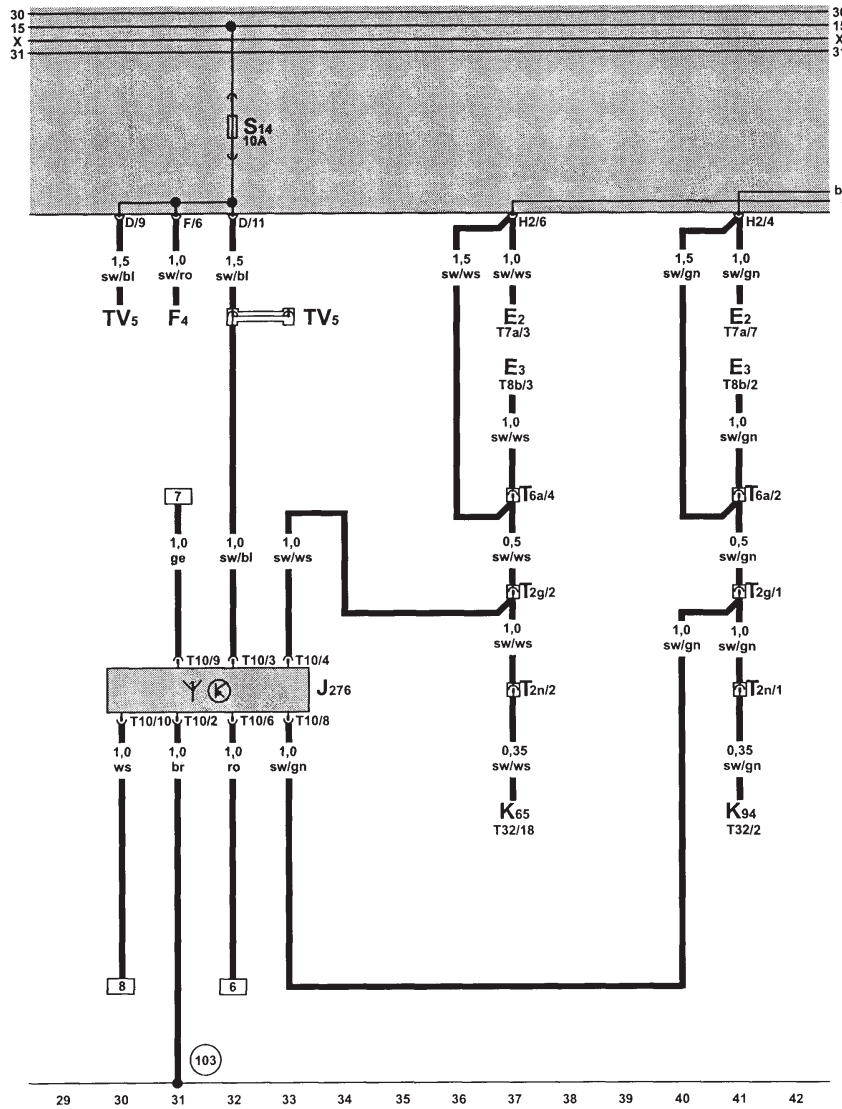 30 30
15 15
X X
31 31
S14
10A
b
D/9 F/6 D/11 H2/6 H2/4
1,5 1,0 1,5 1,5 1,0 1,5 1,0
sw/bl sw/ro sw/bl sw/ws sw/ws sw/gn sw/gn
TV5 F4 TV5 E2 E2
T7a/3 T7a/7
E3 E3
T8b/3 T8b/2
1,0 1,0
sw/ws sw/gn
7 T6a/4 T6a/2
1,0 1,0 1,0 0,5 0,5
ge sw/bl sw/ws sw/ws sw/gn
T2g/2 T2g/1
1,0 1,0 1,0
sw/ws sw/gn sw/gn
T10/9 T10/3 T10/4
J276 T2n/2 T2n/1
T10/10 T10/2 T10/6 T10/8
1,0 1,0 1,0 1,0 0,35 0,35
ws br ro sw/gn sw/ws sw/gn
K65 K94
T32/18 T32/2
8 6
103
29 30 31 32 33 34 35 36 37 38 39 40 41 42